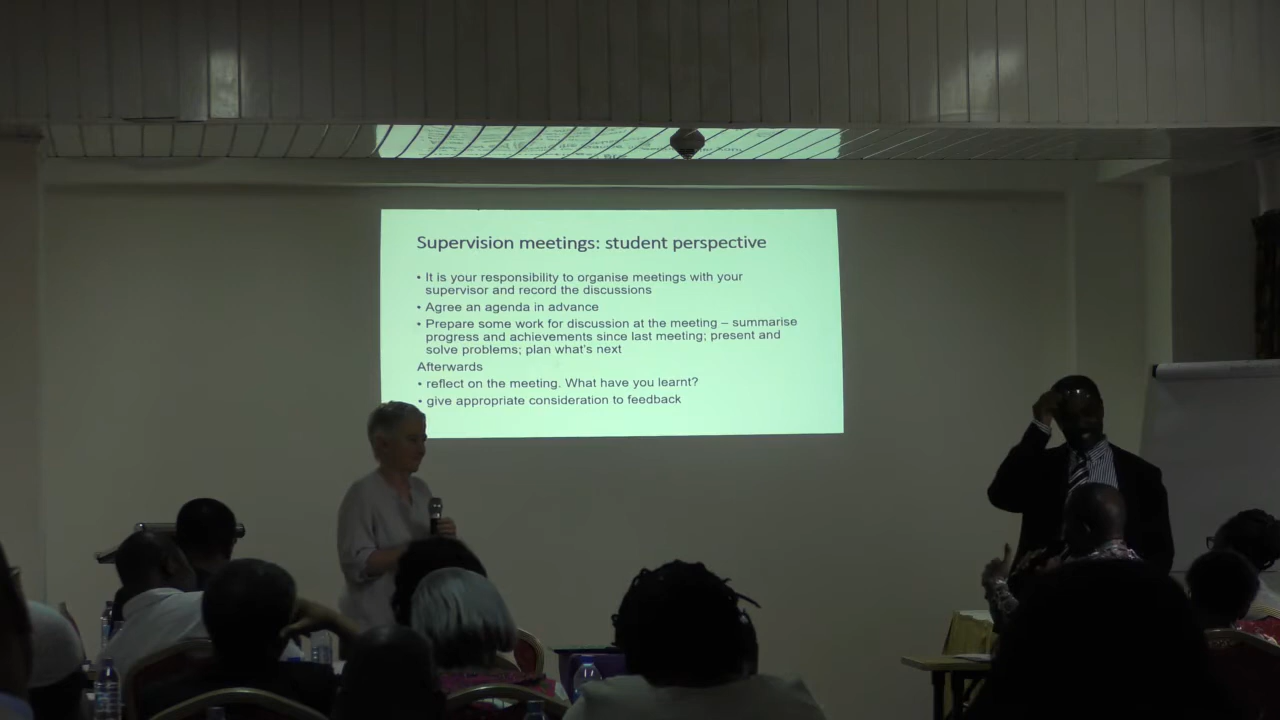 Supervision meetings: student perspective
• It is your responsibility to organise meetings with your
supervisor and record the discussions
• Agree an agenda in advance
• Prepare some work for discussion at the meeting – summarise
progress and achievements since last meeting; present and
solve problems; plan what's next
Afterwards
• reflect on the meeting. What have you learnt?
• give appropriate consideration to feedback